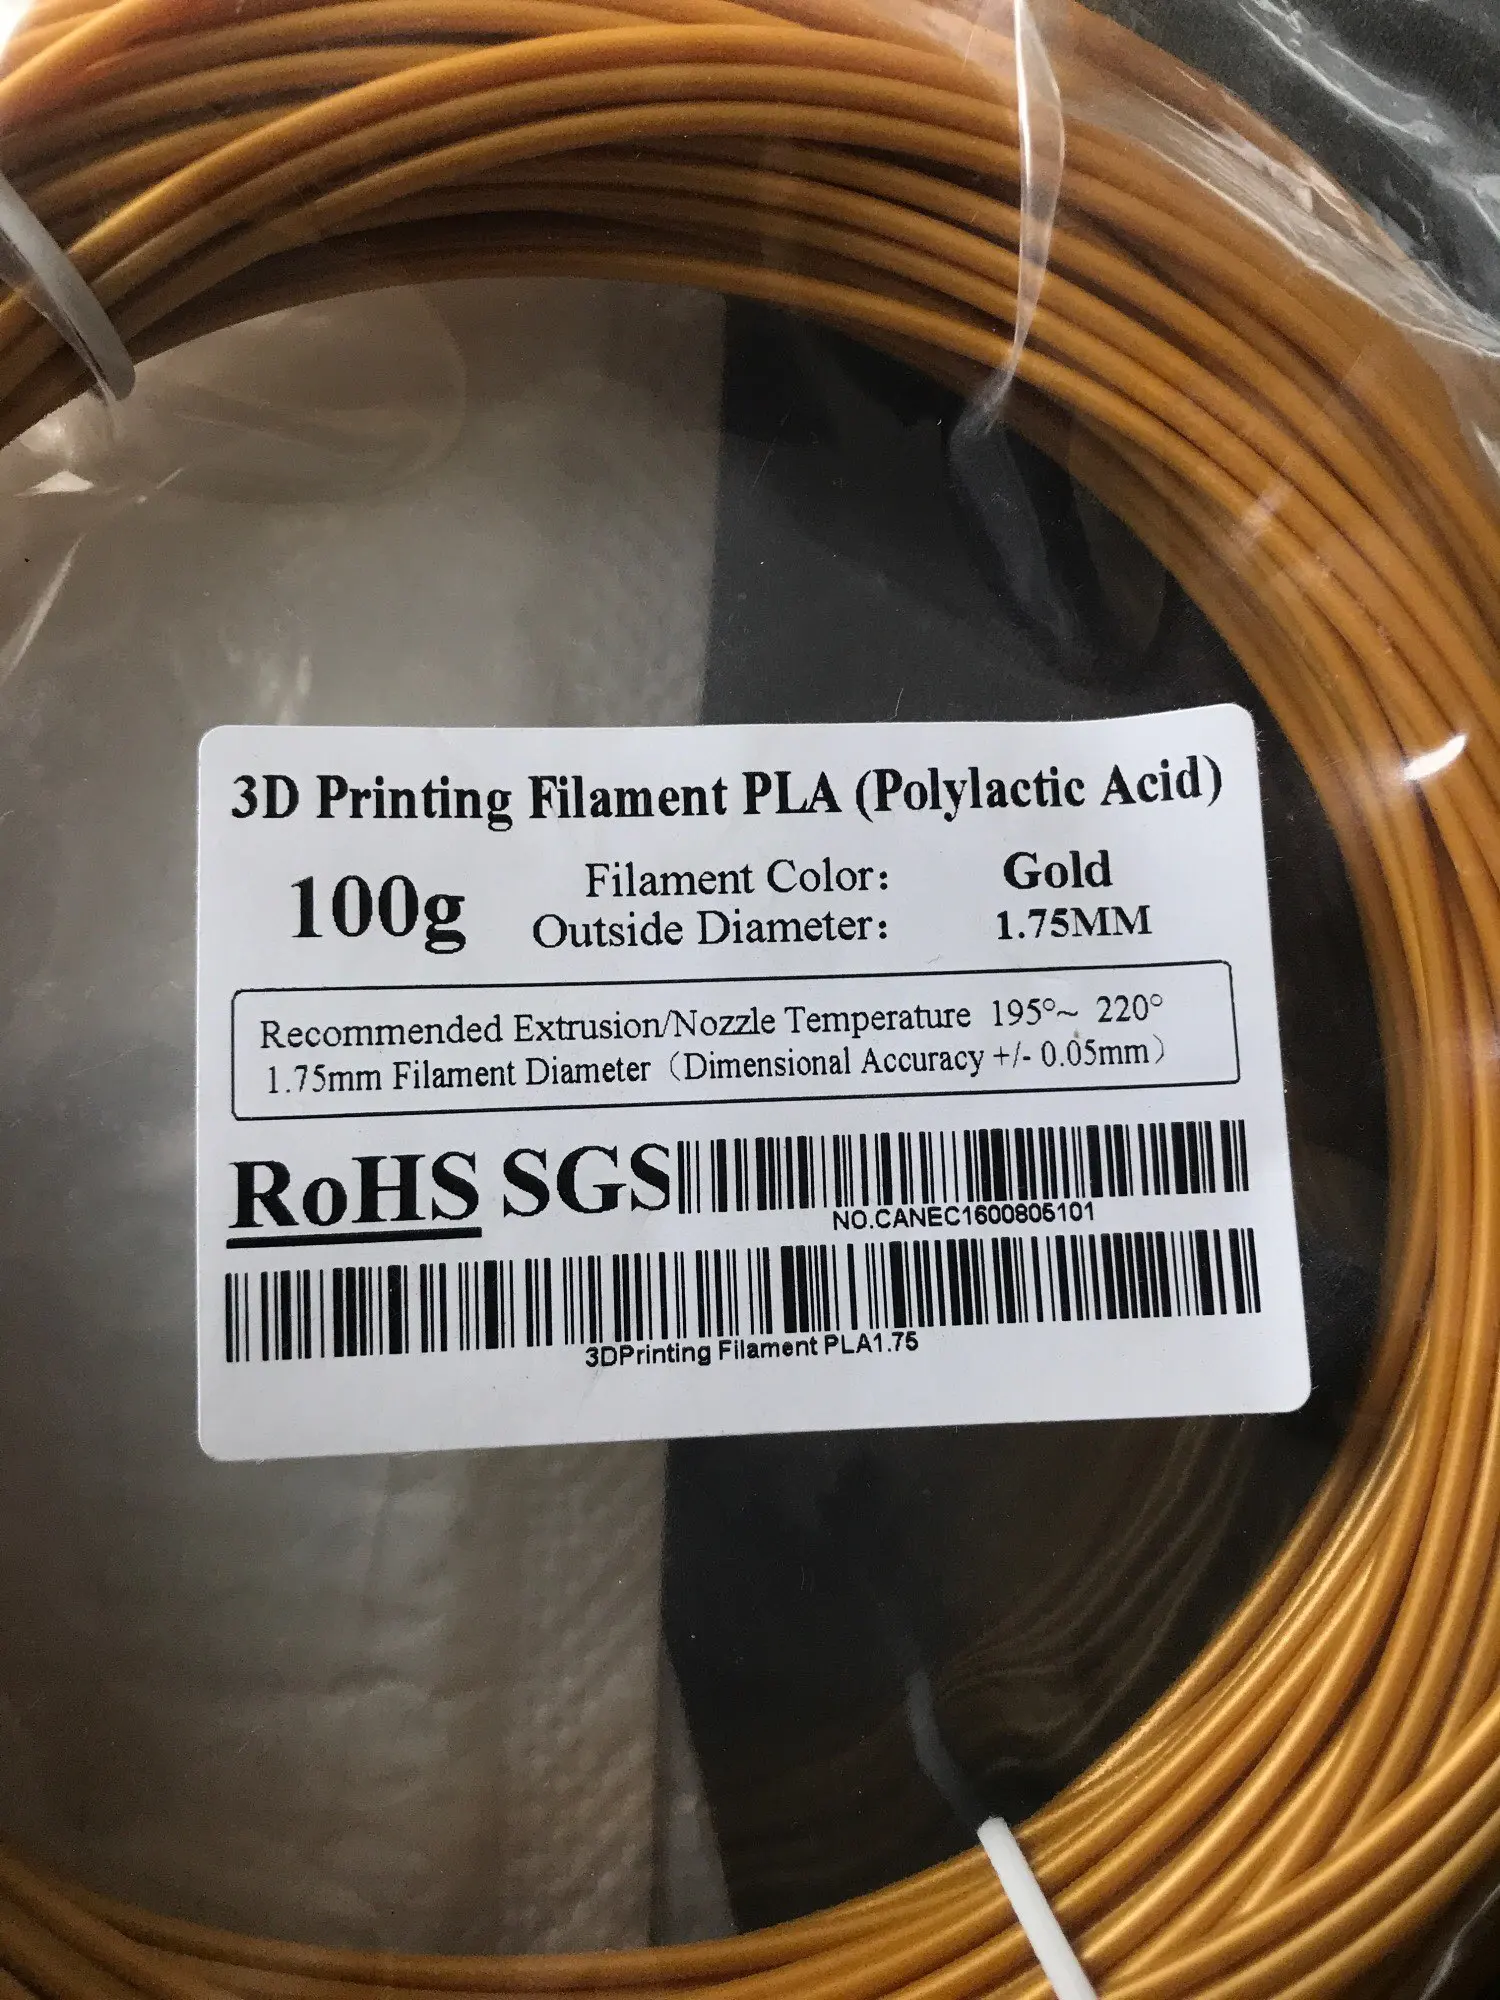 3D Printing Filament PLA (Polylactic Acid)
100g
Filament Color: Gold
Outside Diameter: 1.75MM
Recommended Extrusion/Nozzle Temperature 195°~ 220°
1.75mm Filament Diameter（Dimensional Accuracy +/- 0.05mm）
RoHS SGS
NO.CANEC1600805101
3DPrinting Filament PLA1.75